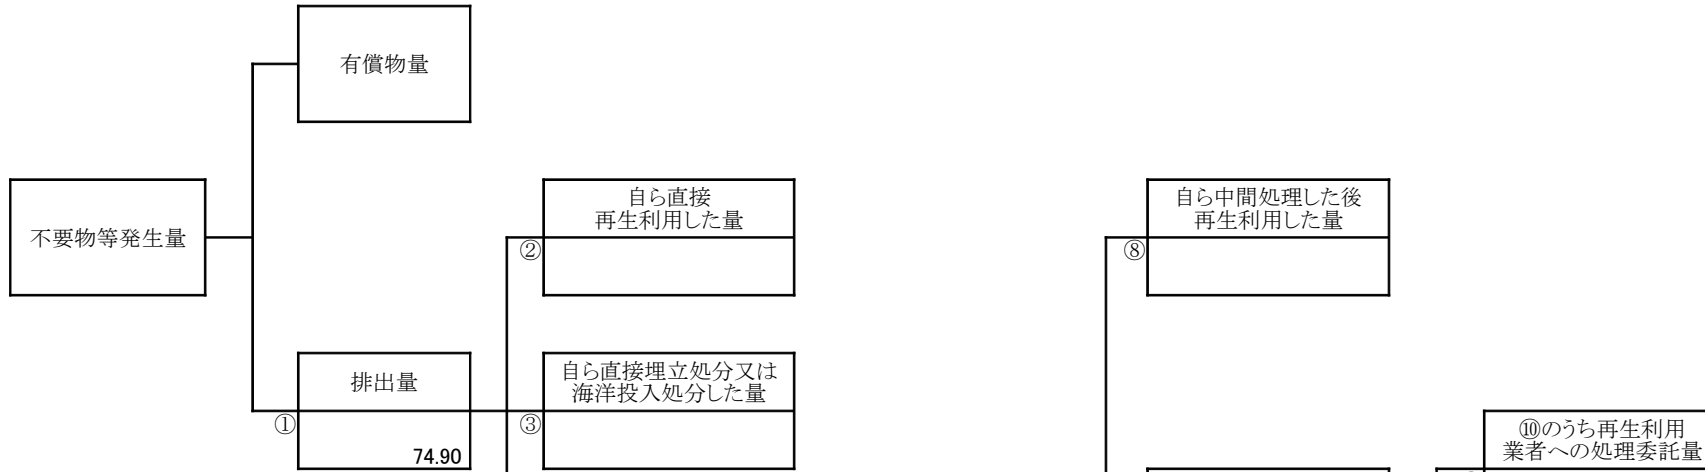 有償物量
不要物等発生量
自ら直接
再生利用した量
②
自ら中間処理した後
再生利用した量
⑧
排出量
①
74.90
自ら直接埋立処分又は
海洋投入処分した量
③
⑩のうち再生利用
業者への処理委託量